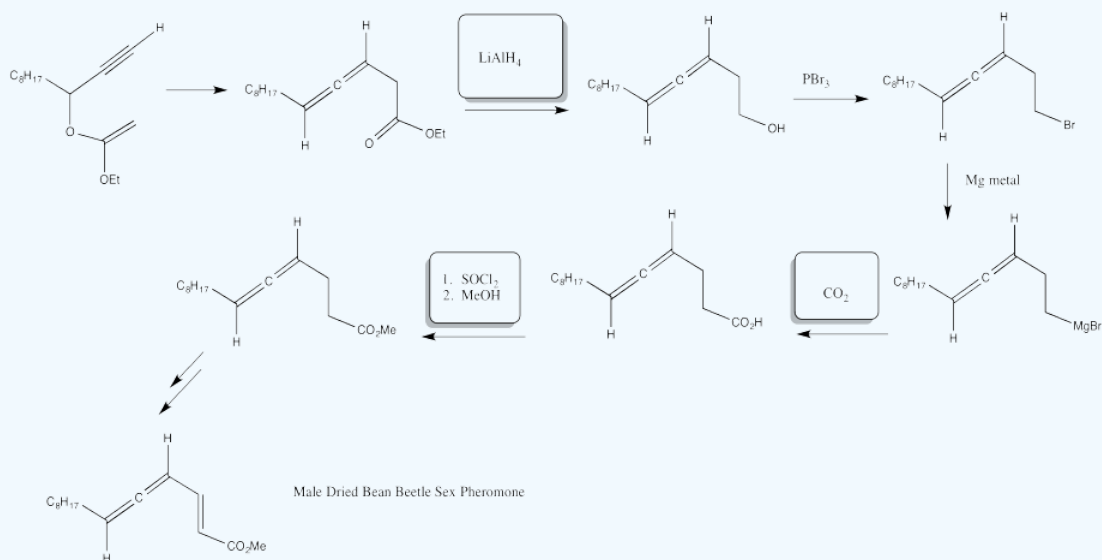 H
C₈H₁₇
O
OEt
H
C₈H₁₇
C
H
O
OEt
LiAlH₄
H
C₈H₁₇
C
H
OH
PBr₃
H
C₈H₁₇
C
H
Br
Mg metal
H
C₈H₁₇
C
H
MgBr
CO₂
H
C₈H₁₇
C
H
CO₂H
1. SOCl₂
2. MeOH
H
C₈H₁₇
C
H
CO₂Me
H
C₈H₁₇
C
H
CO₂Me
Male Dried Bean Beetle Sex Pheromone